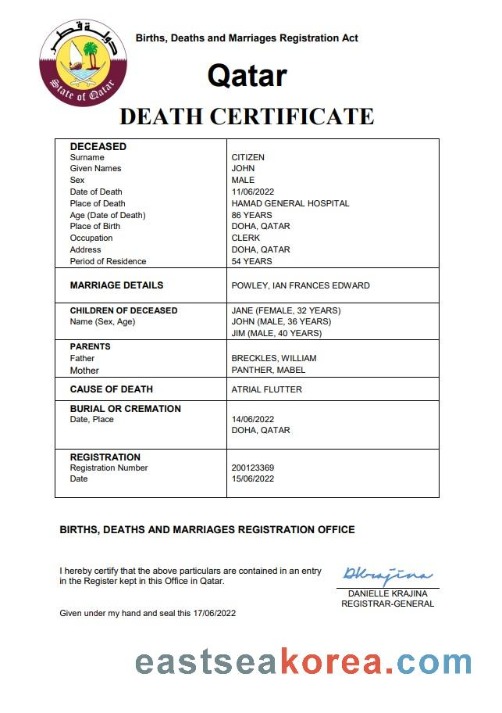 دولة قطر
State of Qatar
Births, Deaths and Marriages Registration Act
Qatar
DEATH CERTIFICATE
DECEASED
Surname CITIZEN
Given Names JOHN
Sex MALE
Date of Death 11/06/2022
Place of Death HAMAD GENERAL HOSPITAL
Age (Date of Death) 86 YEARS
Place of Birth DOHA, QATAR
Occupation CLERK
Address DOHA, QATAR
Period of Residence 54 YEARS
MARRIAGE DETAILS POWLEY, IAN FRANCES EDWARD
CHILDREN OF DECEASED JANE (FEMALE, 32 YEARS)
Name (Sex, Age) JOHN (MALE, 36 YEARS)
JIM (MALE, 40 YEARS)
PARENTS
Father BRECKLES, WILLIAM
Mother PANTHER, MABEL
CAUSE OF DEATH ATRIAL FLUTTER
BURIAL OR CREMATION
Date, Place 14/06/2022
DOHA, QATAR
REGISTRATION
Registration Number 200123369
Date 15/06/2022
BIRTHS, DEATHS AND MARRIAGES REGISTRATION OFFICE
I hereby certify that the above particulars are contained in an entry
in the Register kept in this Office in Qatar.
DKrajina
DANIELLE KRAJINA
REGISTRAR-GENERAL
Given under my hand and seal this 17/06/2022
eastseakorea.com